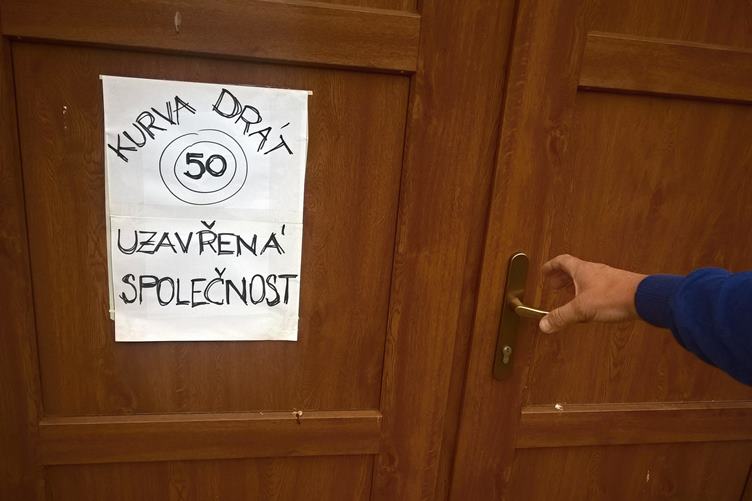 KURVA DRÁT
50
UZAVŘENÁ
SPOLEČNOST